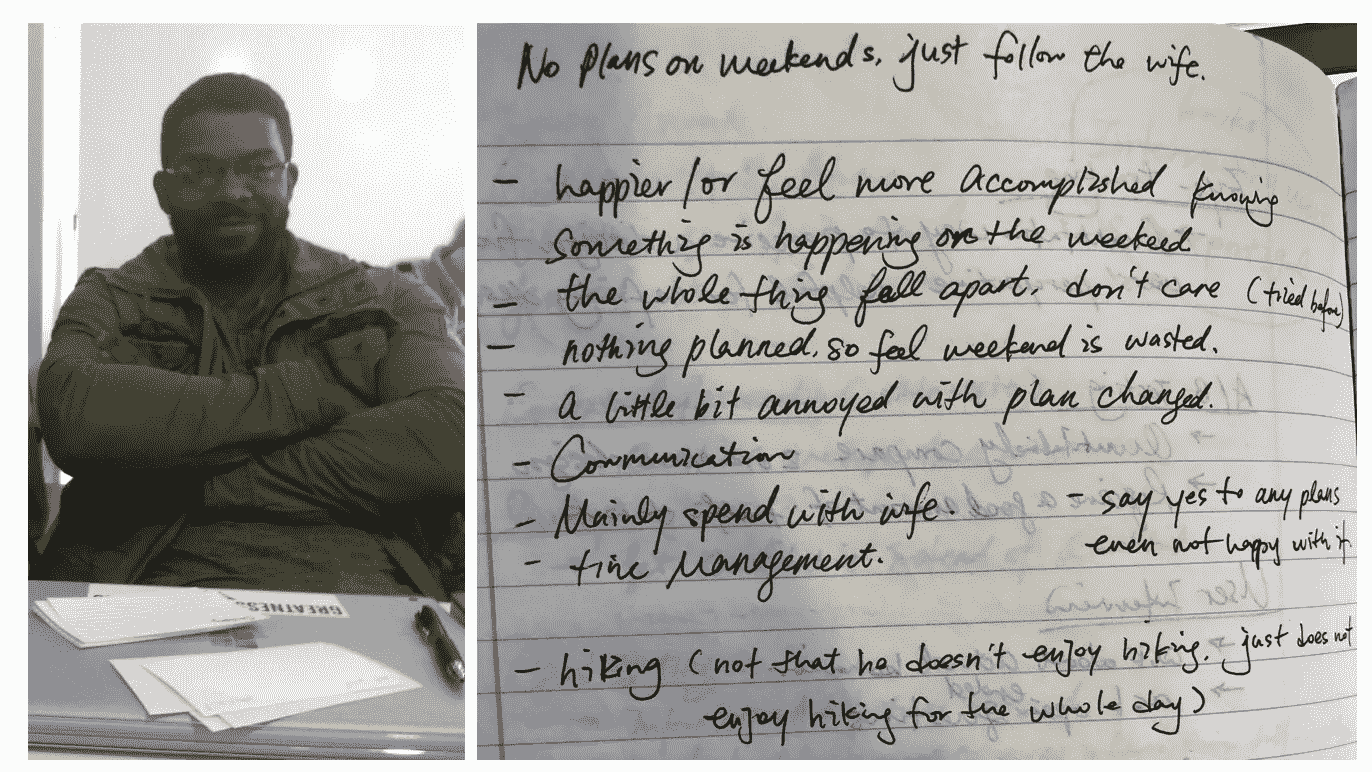 GREATNESS
No plans on weekends, just follow the wife.
- happier / or feel more accomplished knowing
something is happening on the weekend
- the whole thing fall apart. don't care (tried before)
- nothing planned, so feel weekend is wasted.
- a little bit annoyed with plan changed.
- Communication
- Mainly spend with wife. - say yes to any plans
even not happy with it.
- time Management.
- hiking (not that he doesn't enjoy hiking. just does not
enjoy hiking for the whole day)
User Interviews